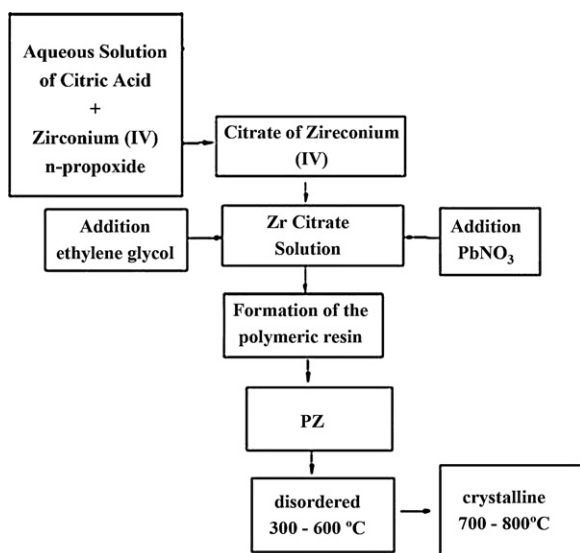 Aqueous Solution
of Citric Acid
+
Zirconium (IV)
n-propoxide
Citrate of Zireconium
(IV)
Addition
ethylene glycol
Zr Citrate
Solution
Addition
PbNO₃
Formation of the
polymeric resin
PZ
disordered
300 - 600 ºC
crystalline
700 - 800ºC